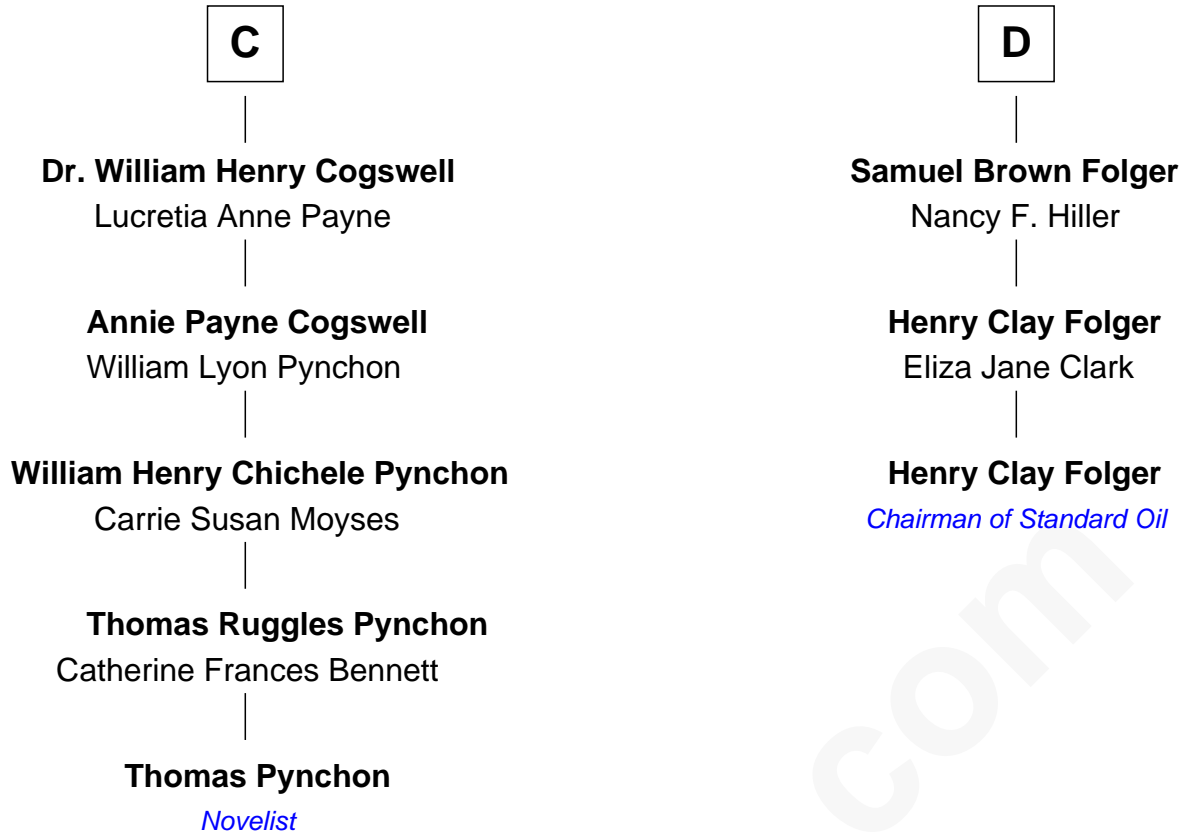 C
Dr. William Henry Cogswell
Lucretia Anne Payne
Annie Payne Cogswell
William Lyon Pynchon
William Henry Chichele Pynchon
Carrie Susan Moyses
Thomas Ruggles Pynchon
Catherine Frances Bennett
Thomas Pynchon
Novelist
D
Samuel Brown Folger
Nancy F. Hiller
Henry Clay Folger
Eliza Jane Clark
Henry Clay Folger
Chairman of Standard Oil
com